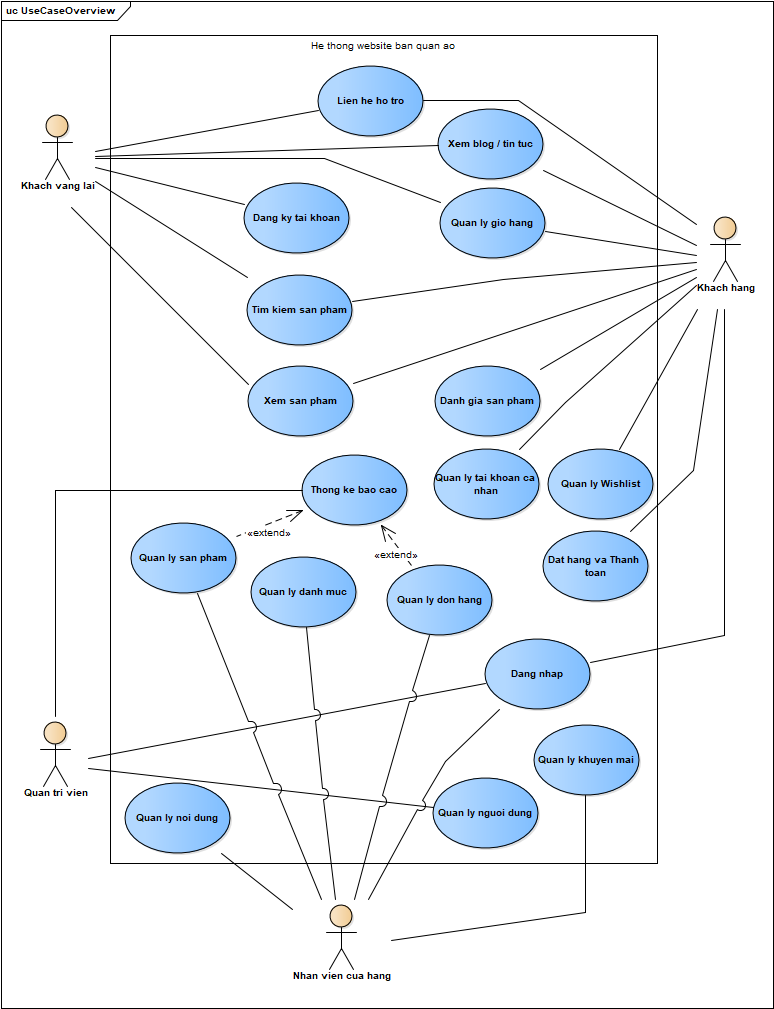 uc UseCaseOverview
He thong website ban quan ao
Lien he ho tro
Xem blog / tin tuc
Khach vang lai
Dang ky tai khoan
Quan ly gio hang
Khach hang
Tim kiem san pham
Xem san pham
Danh gia san pham
Quan ly tai khoan ca
nhan
Quan ly Wishlist
Thong ke bao cao
«extend»
«extend»
Quan ly san pham
Dat hang va Thanh
toan
Quan ly danh muc
Quan ly don hang
Dang nhap
Quan ly khuyen mai
Quan tri vien
Quan ly noi dung
Quan ly nguoi dung
Nhan vien cua hang